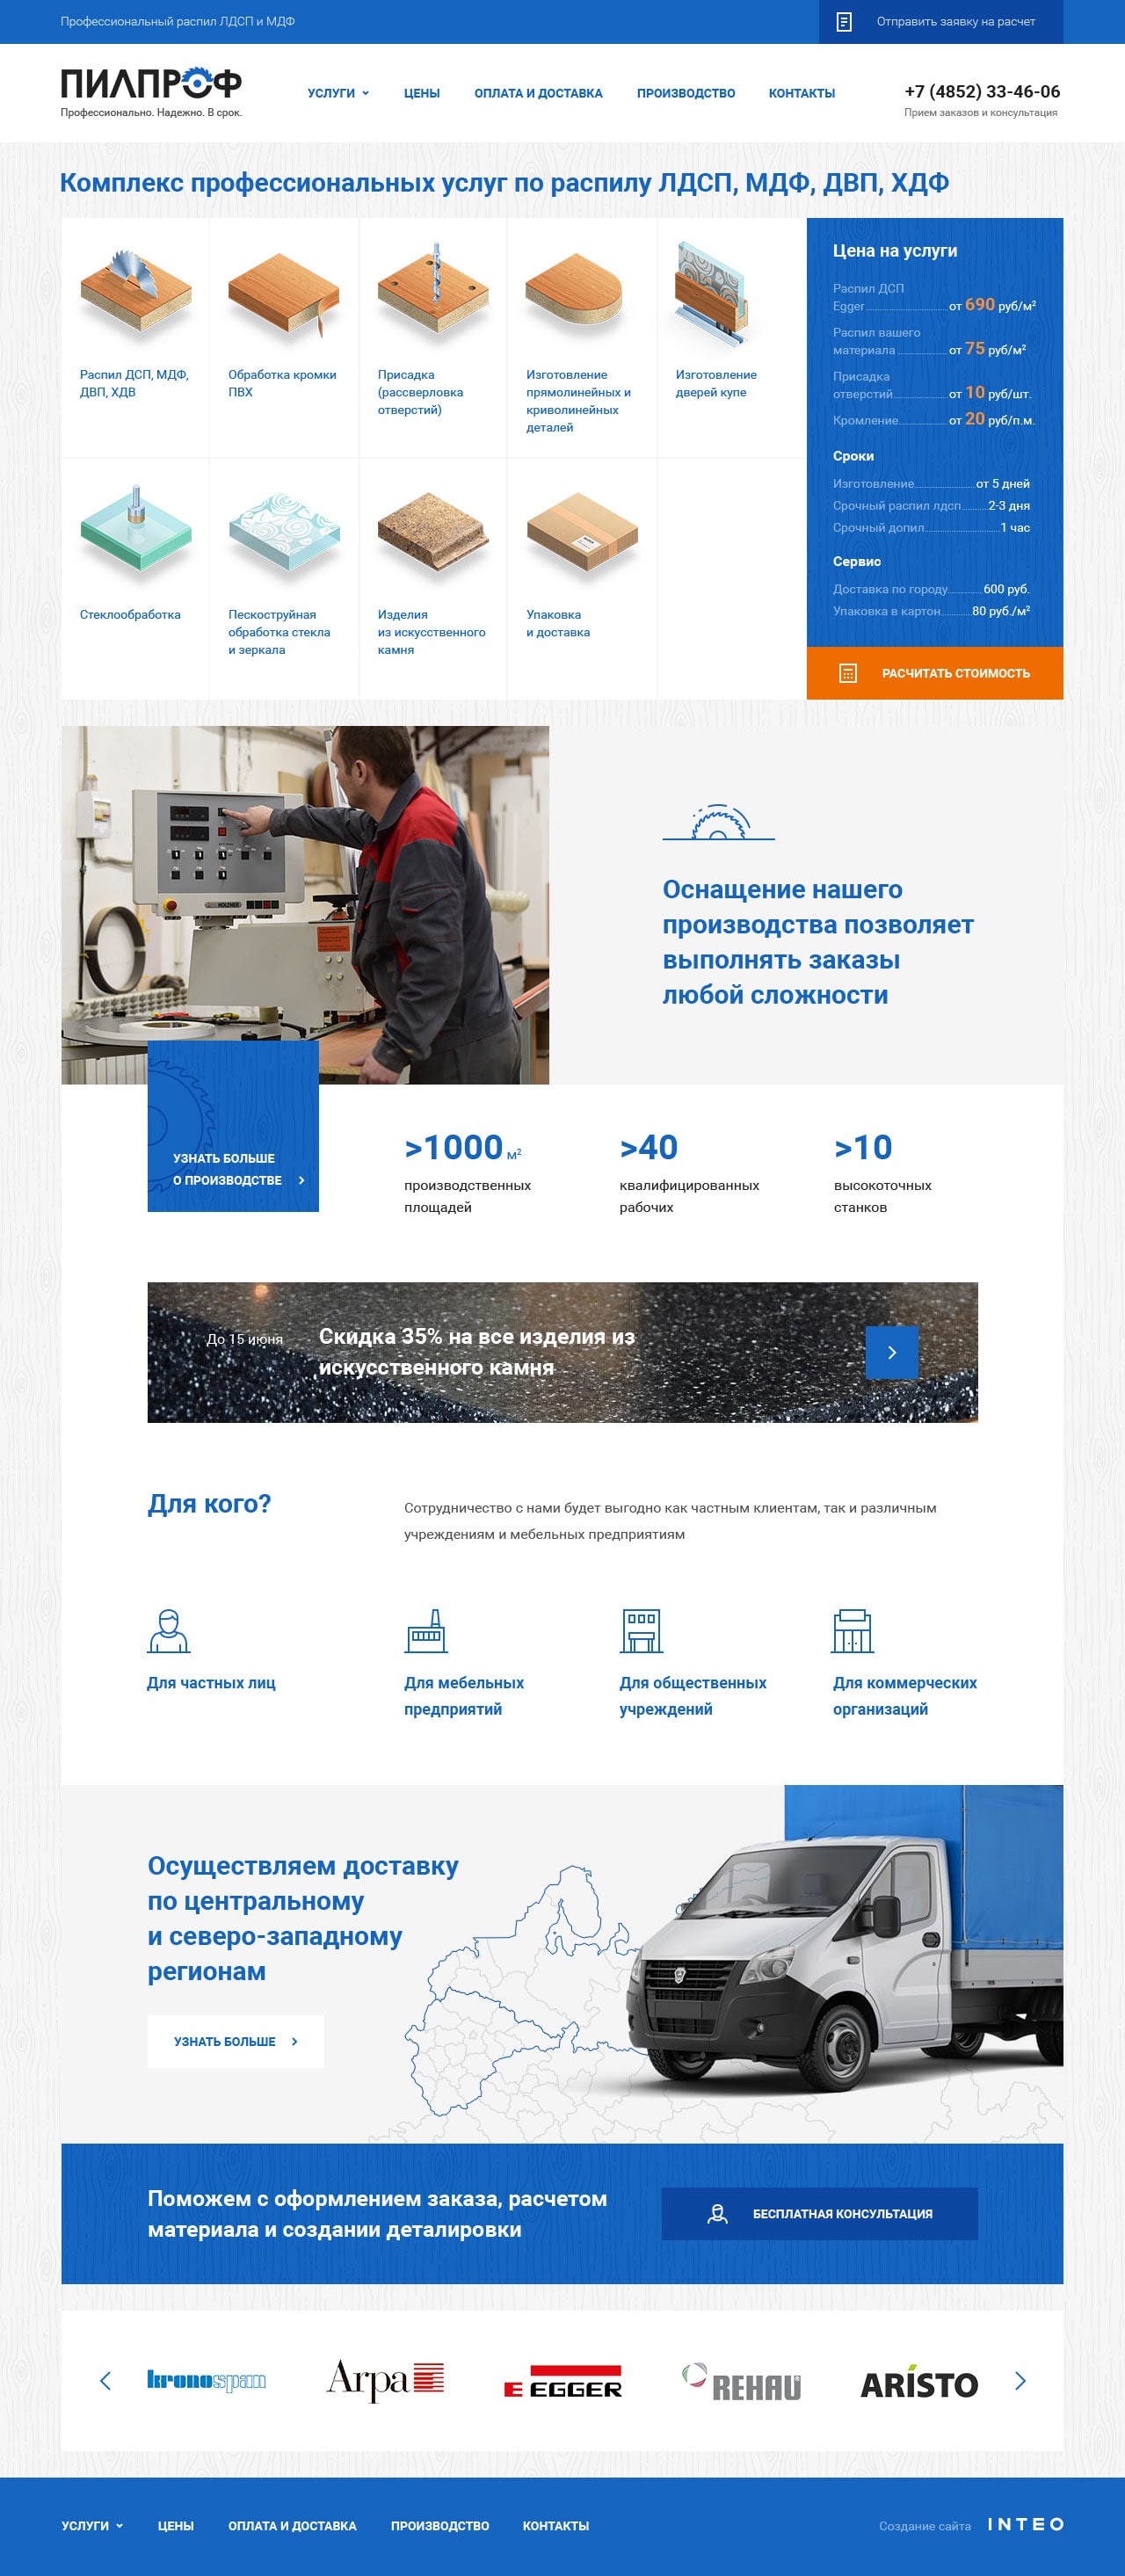 Профессиональный распил ЛДСП и МДФ
Отправить заявку на расчет
ПИЛПРОФ
Профессионально. Надежно. В срок.
УСЛУГИ
ЦЕНЫ
ОПЛАТА И ДОСТАВКА
ПРОИЗВОДСТВО
КОНТАКТЫ
+7 (4852) 33-46-06
Прием заказов и консультация
Комплекс профессиональных услуг по распилу ЛДСП, МДФ, ДВП, ХДФ
Распил ДСП, МДФ,
ДВП, ХДВ
Обработка кромки
ПВХ
Присадка
(рассверловка
отверстий)
Изготовление
прямолинейных и
криволинейных
деталей
Изготовление
дверей купе
Стеклообработка
Пескоструйная
обработка стекла
и зеркала
Изделия
из искусственного
камня
Упаковка
и доставка
Цена на услуги
Распил ДСП
Egger от 690 руб/м²
Распил вашего
материала от 75 руб/м²
Присадка
отверстий от 10 руб/шт.
Кромление от 20 руб/п.м.
Сроки
Изготовление от 5 дней
Срочный распил лдсп 2-3 дня
Срочный допил 1 час
Сервис
Доставка по городу 600 руб.
Упаковка в картон 80 руб./м²
РАСЧИТАТЬ СТОИМОСТЬ
HOLZHER
Оснащение нашего
производства позволяет
выполнять заказы
любой сложности
УЗНАТЬ БОЛЬШЕ
О ПРОИЗВОДСТВЕ
>1000 м²
производственных
площадей
>40
квалифицированных
рабочих
>10
высокоточных
станков
До 15 июня
Скидка 35% на все изделия из
искусственного камня
Для кого?
Сотрудничество с нами будет выгодно как частным клиентам, так и различным
учреждениям и мебельных предприятиям
Для частных лиц
Для мебельных
предприятий
Для общественных
учреждений
Для коммерческих
организаций
Осуществляем доставку
по центральному
и северо-западному
регионам
УЗНАТЬ БОЛЬШЕ
Поможем с оформлением заказа, расчетом
материала и создании деталировки
БЕСПЛАТНАЯ КОНСУЛЬТАЦИЯ
kronospan
Arpa
E EGGER
REHAU
ARISTO
УСЛУГИ
ЦЕНЫ
ОПЛАТА И ДОСТАВКА
ПРОИЗВОДСТВО
КОНТАКТЫ
Создание сайта
INTEO